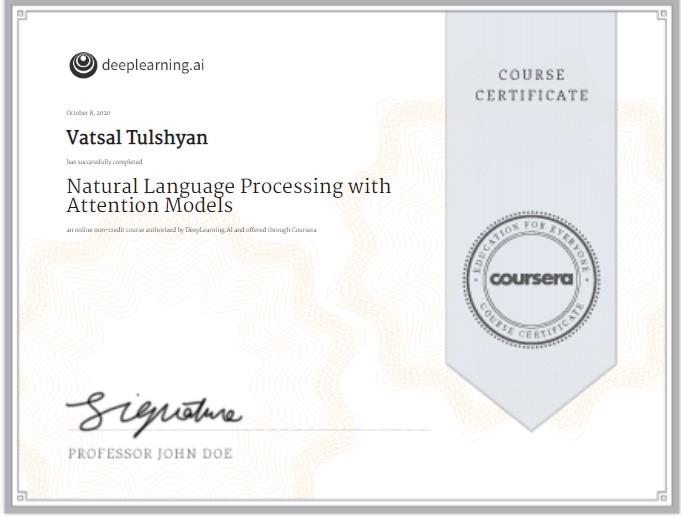 deeplearning.ai
COURSE
CERTIFICATE
October 8, 2020
Vatsal Tulshyan
has successfully completed
Natural Language Processing with
Attention Models
an online non-credit course authorized by DeepLearning.AI and offered through Coursera
EDUCATION FOR EVERYONE
coursera
COURSE CERTIFICATE
Signature
PROFESSOR JOHN DOE